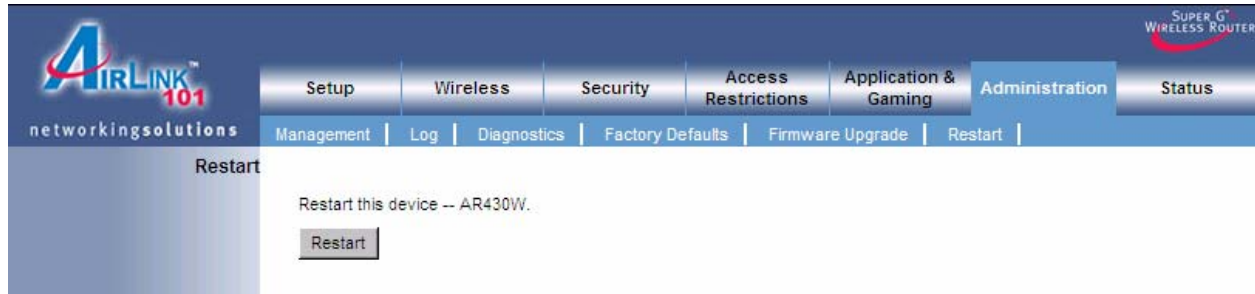 SUPER G™
WIRELESS ROUTER
AIRLINK™
101
networkingsolutions
Setup
Wireless
Security
Access
Restrictions
Application &
Gaming
Administration
Status
Management | Log | Diagnostics | Factory Defaults | Firmware Upgrade | Restart |
Restart
Restart this device -- AR430W.
Restart